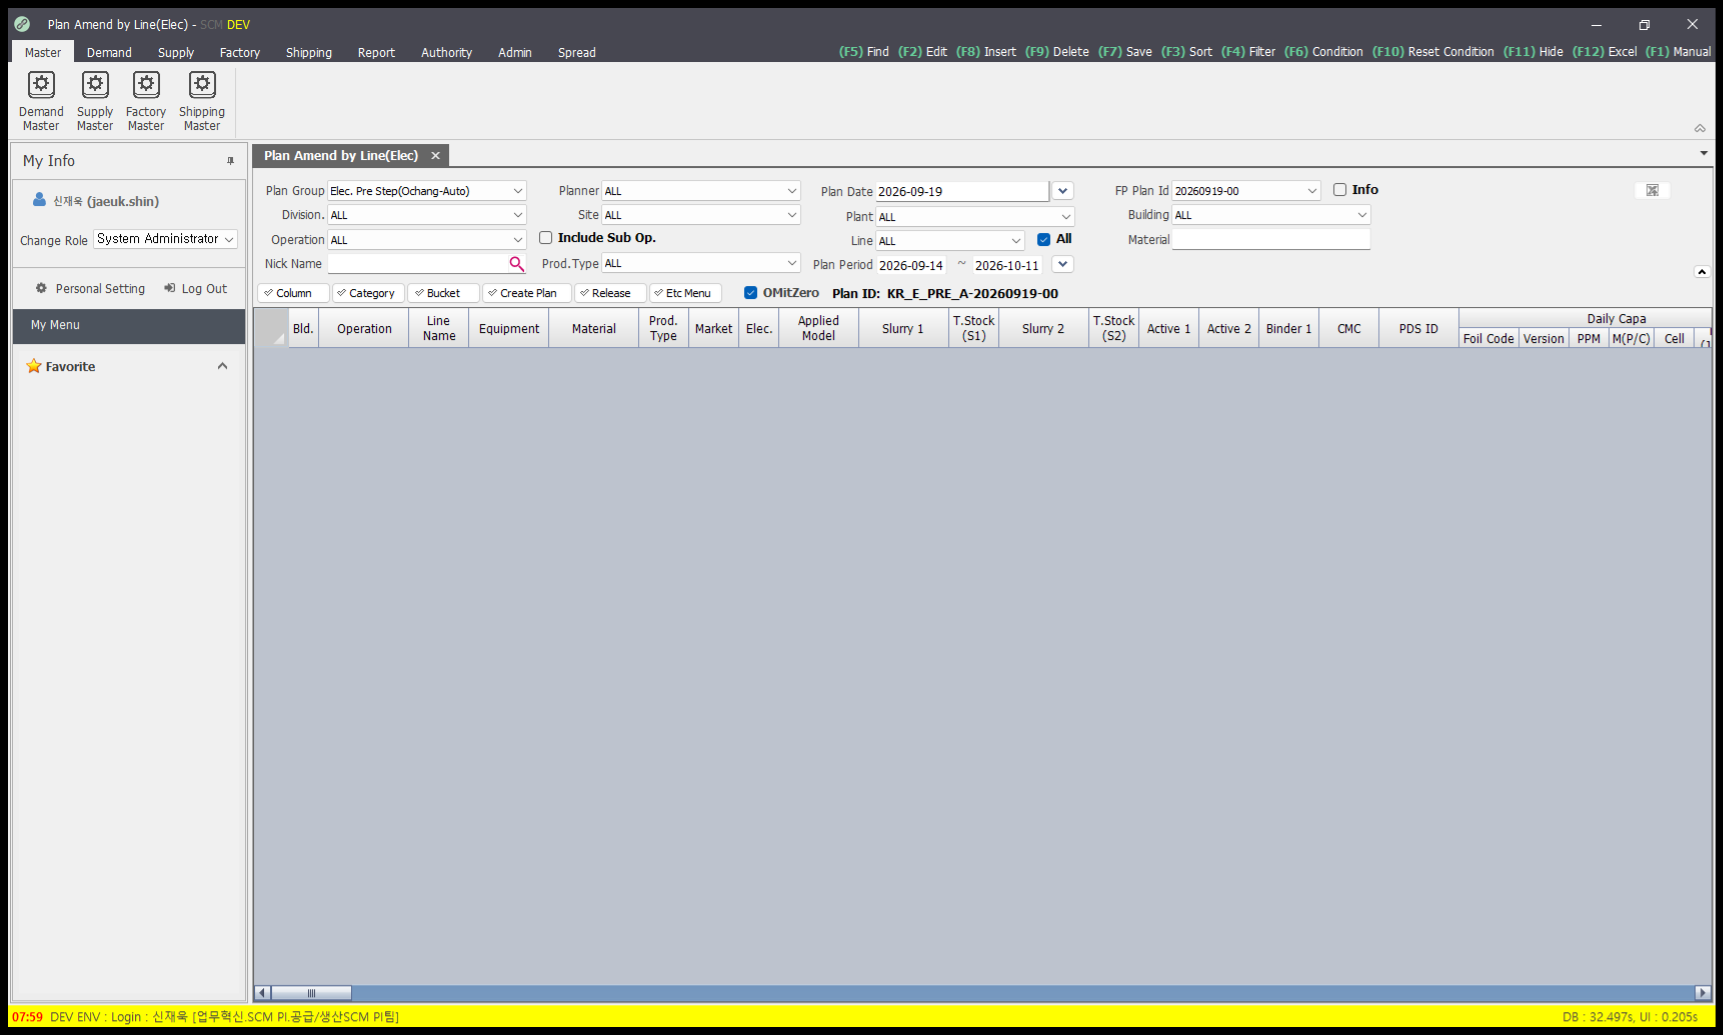 Plan Amend by Line(Elec) - SCM DEV
Master Demand Supply Factory Shipping Report Authority Admin Spread (F5) Find (F2) Edit (F8) Insert (F9) Delete (F7) Save (F3) Sort (F4) Filter (F6) Condition (F10) Reset Condition (F11) Hide (F12) Excel (F1) Manual
Demand Master
Supply Master
Factory Master
Shipping Master
My Info
신재욱 (jaeuk.shin)
Change Role System Administrator
Personal Setting Log Out
My Menu
Favorite
Plan Amend by Line(Elec)
Plan Group Elec. Pre Step(Ochang-Auto) Planner ALL Plan Date 2026-09-19 FP Plan Id 20260919-00 Info
Division. ALL Site ALL Plant ALL Building ALL
Operation ALL Include Sub Op. Line ALL All Material
Nick Name Prod.Type ALL Plan Period 2026-09-14 ~ 2026-10-11
Column Category Bucket Create Plan Release Etc Menu OMitZero Plan ID: KR_E_PRE_A-20260919-00
Bld. Operation Line Name Equipment Material Prod. Type Market Elec. Applied Model Slurry 1 T.Stock (S1) Slurry 2 T.Stock (S2) Active 1 Active 2 Binder 1 CMC PDS ID Daily Capa
Foil Code Version PPM M(P/C) Cell
07:59 DEV ENV : Login : 신재욱 [업무혁신.SCM PI.공급/생산SCM PI팀] DB : 32.497s, UI : 0.205s